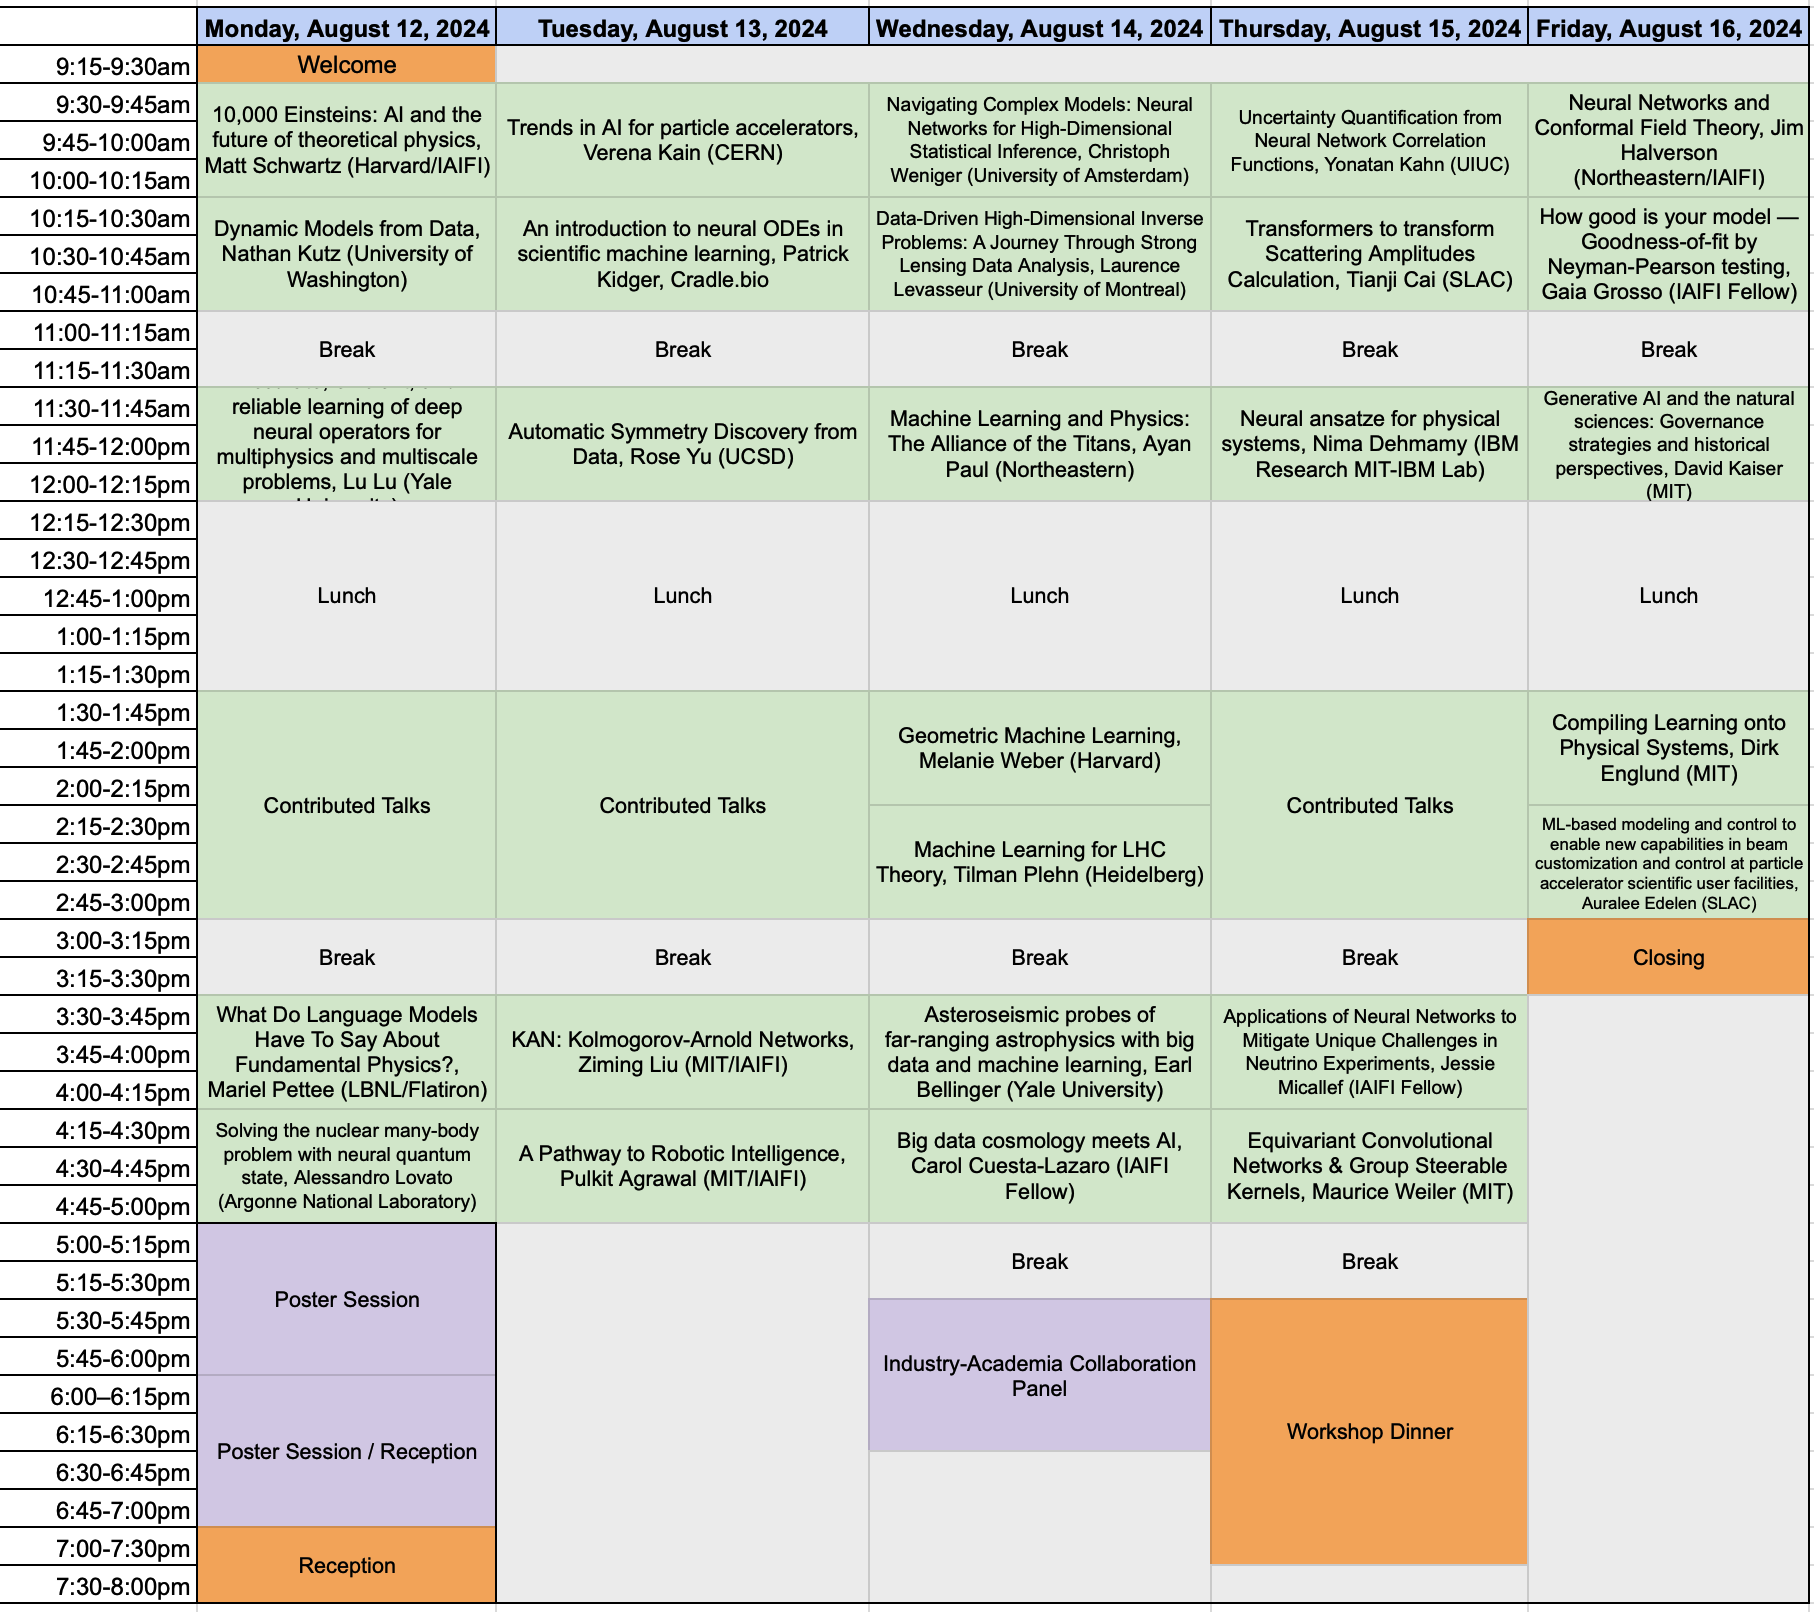 Monday, August 12, 2024
Tuesday, August 13, 2024
Wednesday, August 14, 2024
Thursday, August 15, 2024
Friday, August 16, 2024
9:15-9:30am
Welcome
9:30-9:45am
9:45-10:00am
10:00-10:15am
10,000 Einsteins: AI and the
future of theoretical physics,
Matt Schwartz (Harvard/IAIFI)
Trends in AI for particle accelerators,
Verena Kain (CERN)
Navigating Complex Models: Neural
Networks for High-Dimensional
Statistical Inference, Christoph
Weniger (University of Amsterdam)
Uncertainty Quantification from
Neural Network Correlation
Functions, Yonatan Kahn (UIUC)
Neural Networks and
Conformal Field Theory, Jim
Halverson
(Northeastern/IAIFI)
10:15-10:30am
10:30-10:45am
10:45-11:00am
Dynamic Models from Data,
Nathan Kutz (University of
Washington)
An introduction to neural ODEs in
scientific machine learning, Patrick
Kidger, Cradle.bio
Data-Driven High-Dimensional Inverse
Problems: A Journey Through Strong
Lensing Data Analysis, Laurence
Levasseur (University of Montreal)
Transformers to transform
Scattering Amplitudes
Calculation, Tianji Cai (SLAC)
How good is your model —
Goodness-of-fit by
Neyman-Pearson testing,
Gaia Grosso (IAIFI Fellow)
11:00-11:15am
11:15-11:30am
Break
Break
Break
Break
Break
11:30-11:45am
11:45-12:00pm
12:00-12:15pm
reliable learning of deep
neural operators for
multiphysics and multiscale
problems, Lu Lu (Yale
Automatic Symmetry Discovery from
Data, Rose Yu (UCSD)
Machine Learning and Physics:
The Alliance of the Titans, Ayan
Paul (Northeastern)
Neural ansatze for physical
systems, Nima Dehmamy (IBM
Research MIT-IBM Lab)
Generative AI and the natural
sciences: Governance
strategies and historical
perspectives, David Kaiser
(MIT)
12:15-12:30pm
12:30-12:45pm
12:45-1:00pm
1:00-1:15pm
1:15-1:30pm
Lunch
Lunch
Lunch
Lunch
Lunch
1:30-1:45pm
1:45-2:00pm
2:00-2:15pm
2:15-2:30pm
2:30-2:45pm
2:45-3:00pm
Contributed Talks
Contributed Talks
Geometric Machine Learning,
Melanie Weber (Harvard)
Machine Learning for LHC
Theory, Tilman Plehn (Heidelberg)
Contributed Talks
Compiling Learning onto
Physical Systems, Dirk
Englund (MIT)
ML-based modeling and control to
enable new capabilities in beam
customization and control at particle
accelerator scientific user facilities,
Auralee Edelen (SLAC)
3:00-3:15pm
3:15-3:30pm
Break
Break
Break
Break
Closing
3:30-3:45pm
3:45-4:00pm
4:00-4:15pm
What Do Language Models
Have To Say About
Fundamental Physics?,
Mariel Pettee (LBNL/Flatiron)
KAN: Kolmogorov-Arnold Networks,
Ziming Liu (MIT/IAIFI)
Asteroseismic probes of
far-ranging astrophysics with big
data and machine learning, Earl
Bellinger (Yale University)
Applications of Neural Networks to
Mitigate Unique Challenges in
Neutrino Experiments, Jessie
Micallef (IAIFI Fellow)
4:15-4:30pm
4:30-4:45pm
4:45-5:00pm
Solving the nuclear many-body
problem with neural quantum
state, Alessandro Lovato
(Argonne National Laboratory)
A Pathway to Robotic Intelligence,
Pulkit Agrawal (MIT/IAIFI)
Big data cosmology meets AI,
Carol Cuesta-Lazaro (IAIFI
Fellow)
Equivariant Convolutional
Networks & Group Steerable
Kernels, Maurice Weiler (MIT)
5:00-5:15pm
5:15-5:30pm
5:30-5:45pm
5:45-6:00pm
Poster Session
Break
Break
6:00–6:15pm
6:15-6:30pm
6:30-6:45pm
6:45-7:00pm
Poster Session / Reception
Industry-Academia Collaboration
Panel
Workshop Dinner
7:00-7:30pm
7:30-8:00pm
Reception